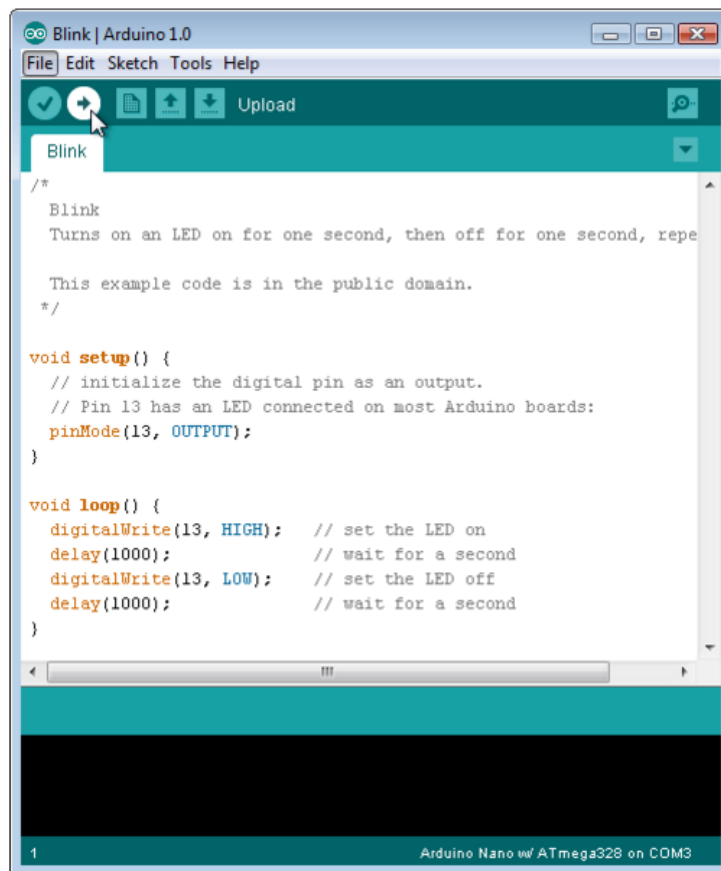 Blink | Arduino 1.0
File Edit Sketch Tools Help
Upload
Blink
/*
  Blink
  Turns on an LED on for one second, then off for one second, repe

  This example code is in the public domain.
 */

void setup() {
  // initialize the digital pin as an output.
  // Pin 13 has an LED connected on most Arduino boards:
  pinMode(13, OUTPUT);
}

void loop() {
  digitalWrite(13, HIGH);   // set the LED on
  delay(1000);              // wait for a second
  digitalWrite(13, LOW);    // set the LED off
  delay(1000);              // wait for a second
}
1 Arduino Nano w/ ATmega328 on COM3